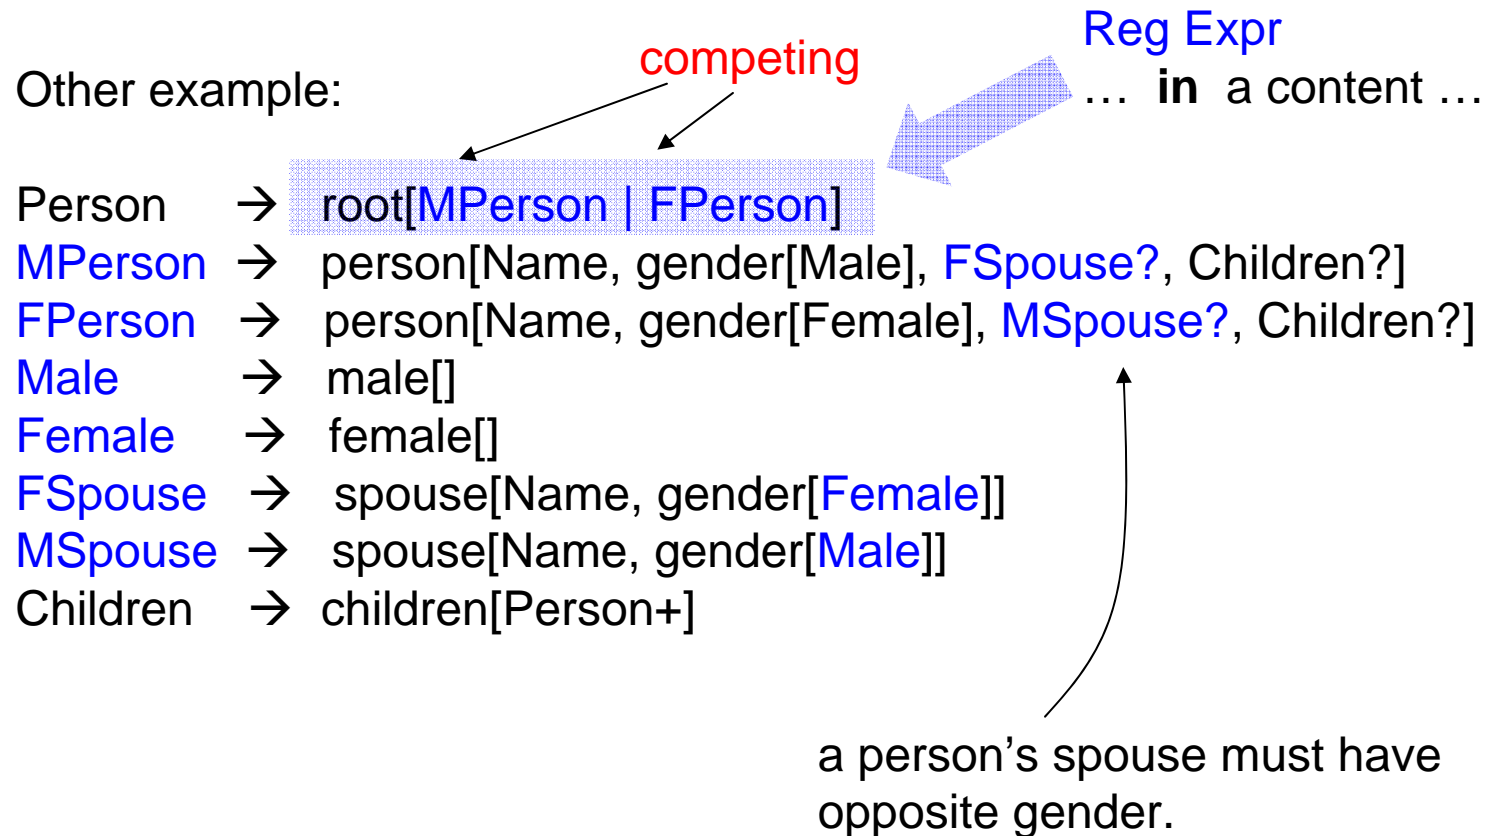 Reg Expr
competing
Other example:
… in a content …
Person → root[MPerson | FPerson]
MPerson → person[Name, gender[Male], FSpouse?, Children?]
FPerson → person[Name, gender[Female], MSpouse?, Children?]
Male → male[]
Female → female[]
FSpouse → spouse[Name, gender[Female]]
MSpouse → spouse[Name, gender[Male]]
Children → children[Person+]
a person's spouse must have
opposite gender.